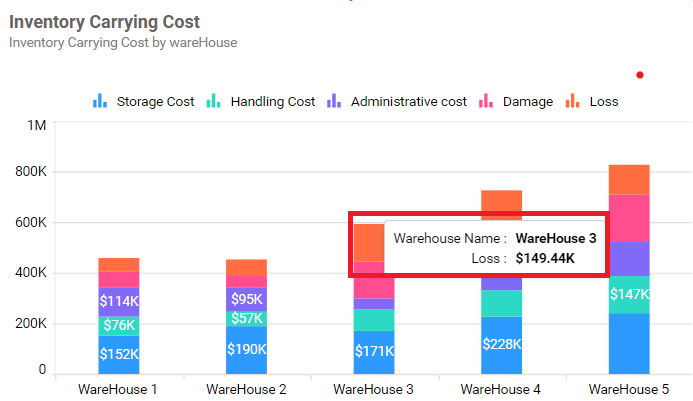 Inventory Carrying Cost
Inventory Carrying Cost by wareHouse
Storage Cost Handling Cost Administrative cost Damage Loss
1M
800K
600K
Warehouse Name : WareHouse 3
Loss : $149.44K
400K
$114K $95K $147K
200K
$76K $57K
$152K $190K $171K $228K
0
WareHouse 1 WareHouse 2 WareHouse 3 WareHouse 4 WareHouse 5